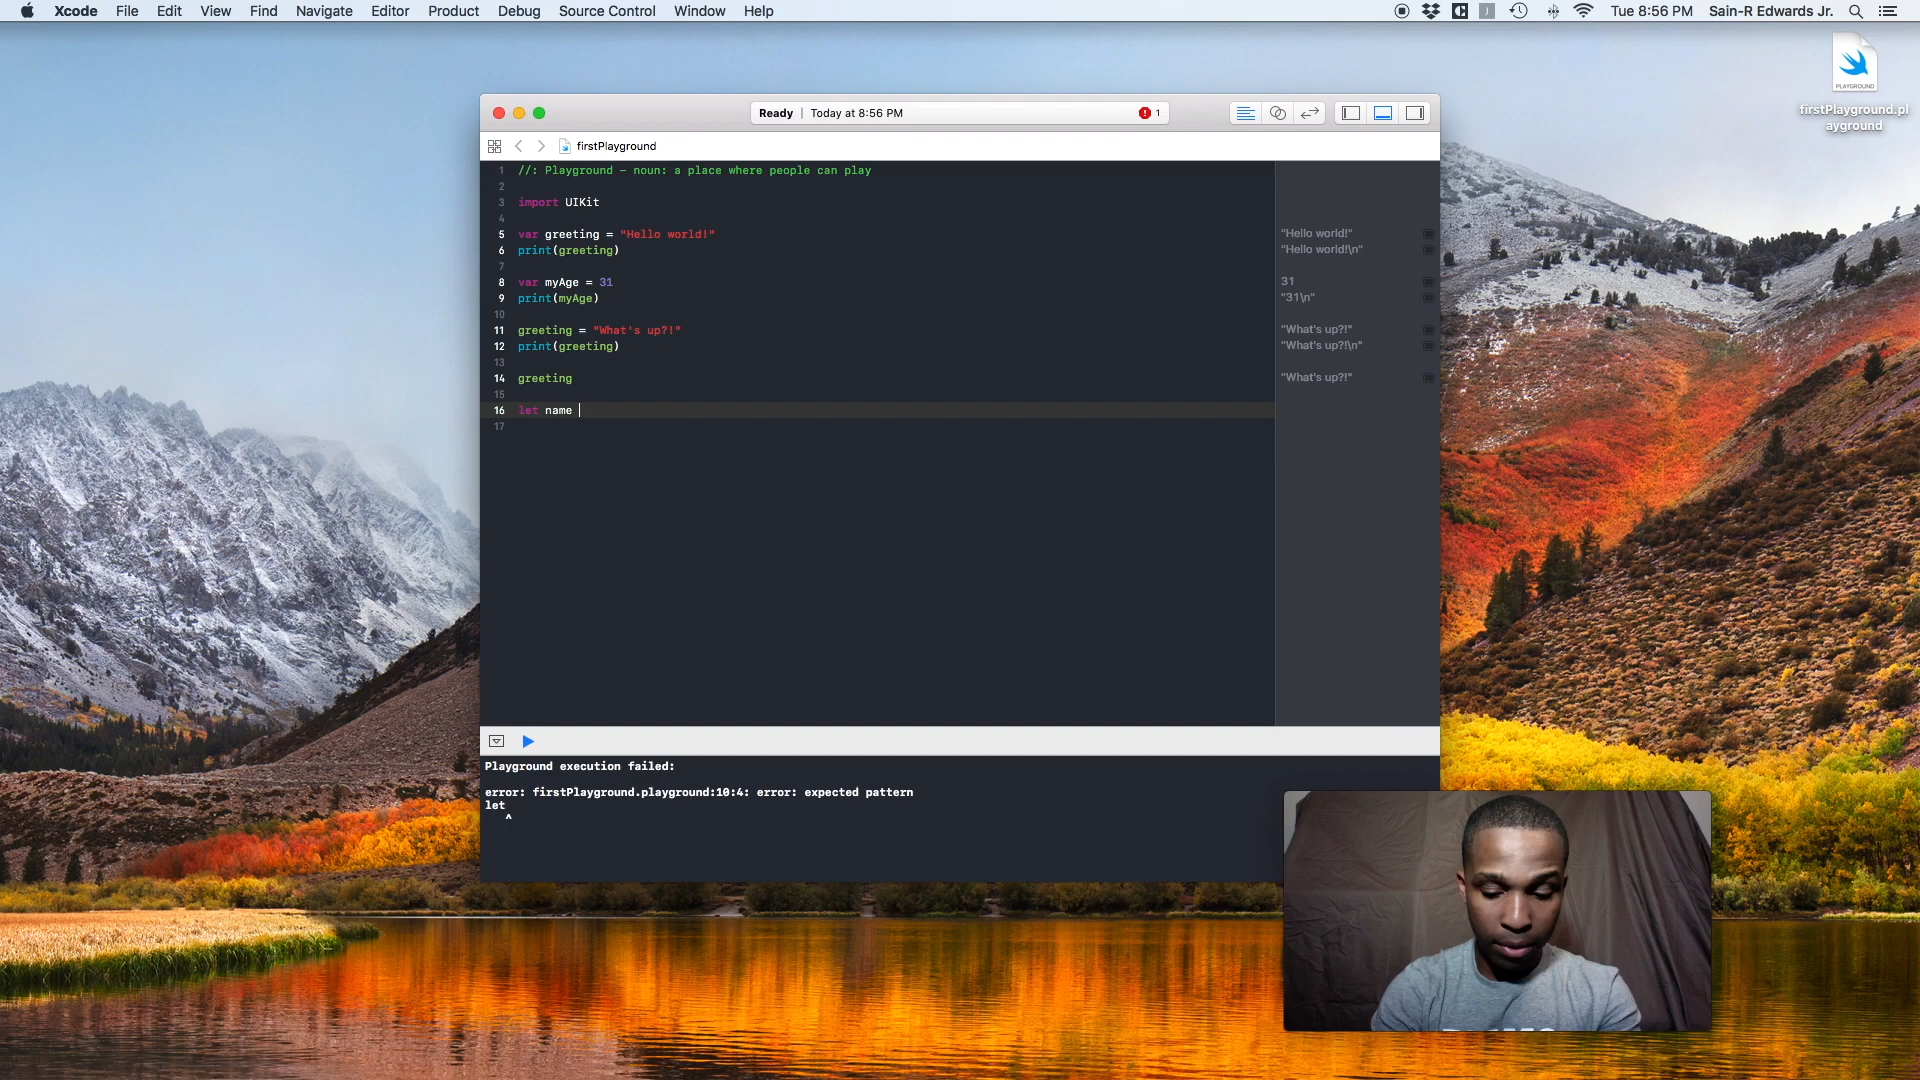 Xcode File Edit View Find Navigate Editor Product Debug Source Control Window Help Tue 8:56 PM Sain-R Edwards Jr.
PLAYGROUND
firstPlayground.pl
ayground
Ready | Today at 8:56 PM 1
firstPlayground
1 //: Playground - noun: a place where people can play
2
3 import UIKit
4
5 var greeting = "Hello world!" "Hello world!"
6 print(greeting) "Hello world!\n"
7
8 var myAge = 31 31
9 print(myAge) "31\n"
10
11 greeting = "What's up?!" "What's up?!"
12 print(greeting) "What's up?!\n"
13
14 greeting "What's up?!"
15
16 let name
17
Playground execution failed:
error: firstPlayground.playground:10:4: error: expected pattern
let
^